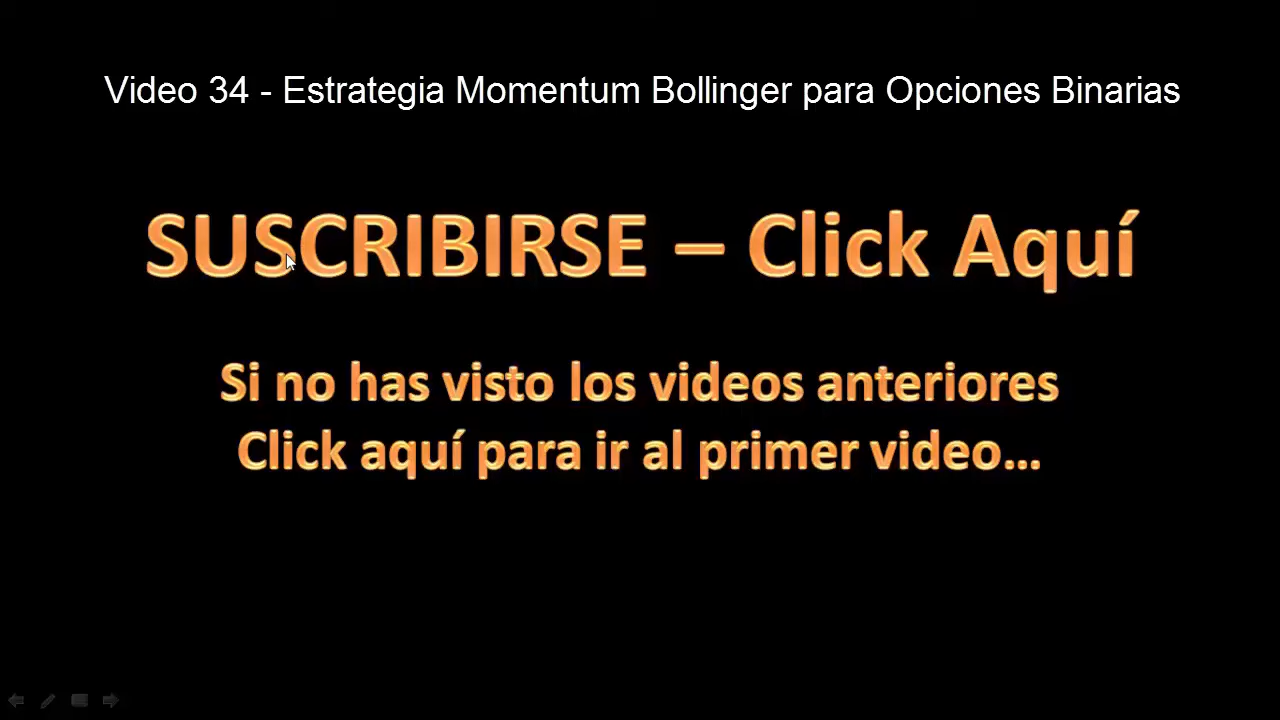 Video 34 - Estrategia Momentum Bollinger para Opciones Binarias
SUSCRIBIRSE – Click Aquí
Si no has visto los videos anteriores
Click aquí para ir al primer video...